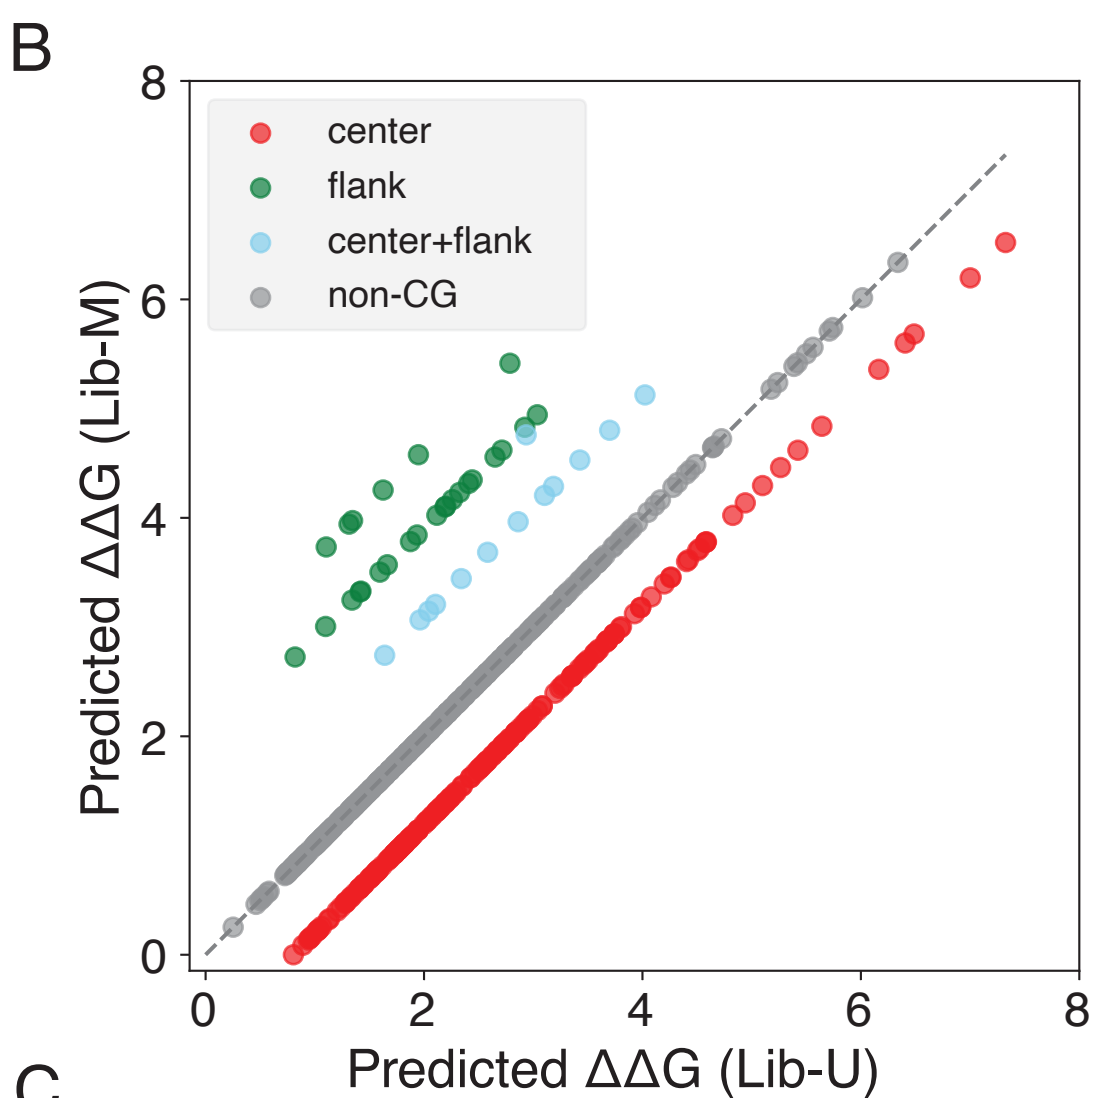 B
8
6
4
2
0
Predicted ΔΔG (Lib-M)
center
flank
center+flank
non-CG
0 2 4 6 8
Predicted ΔΔG (Lib-U)
C